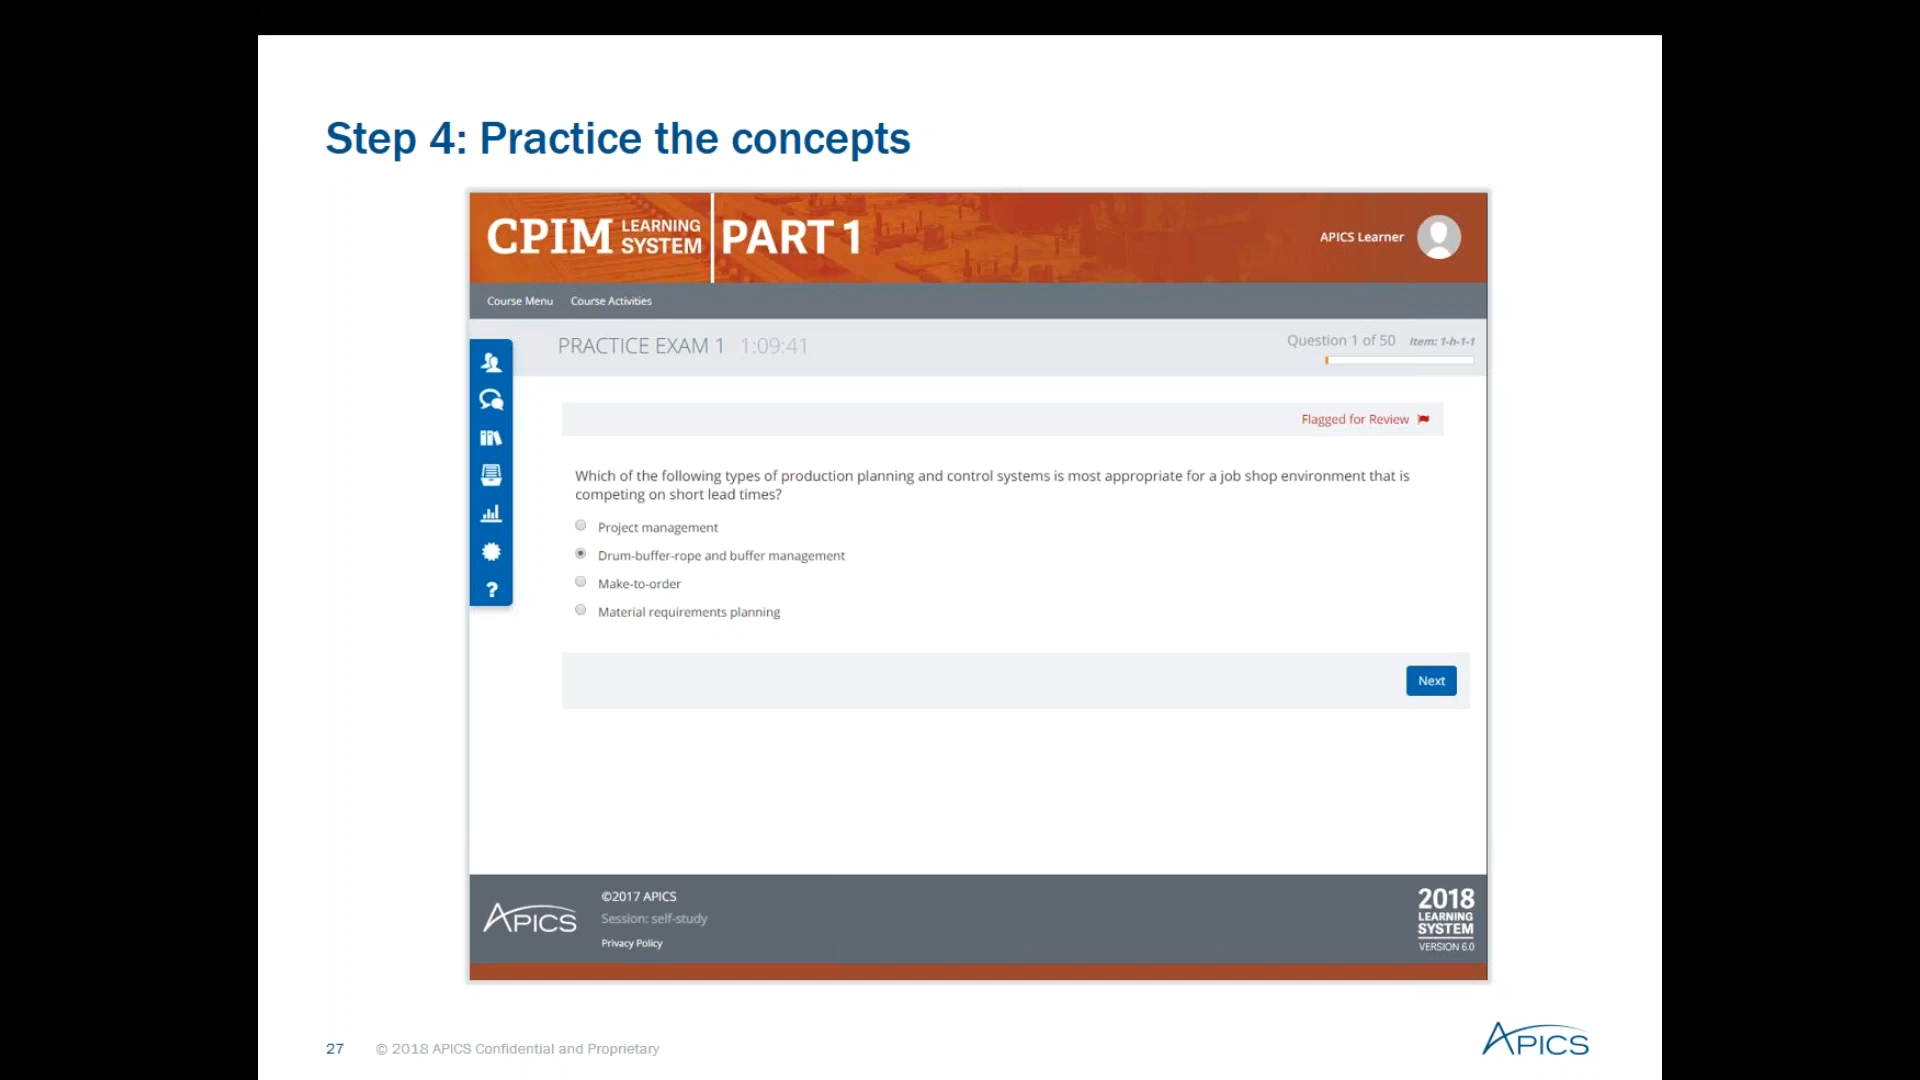 Step 4: Practice the concepts
CPIM LEARNING SYSTEM PART 1
APICS Learner
Course Menu Course Activities
PRACTICE EXAM 1 1:09:41
Question 1 of 50 Item: 1-h-1-1
Flagged for Review
Which of the following types of production planning and control systems is most appropriate for a job shop environment that is
competing on short lead times?
Project management
Drum-buffer-rope and buffer management
Make-to-order
Material requirements planning
?
Next
APICS
©2017 APICS
Session: self-study
Privacy Policy
2018
LEARNING
SYSTEM
VERSION 6.0
27 © 2018 APICS Confidential and Proprietary
APICS